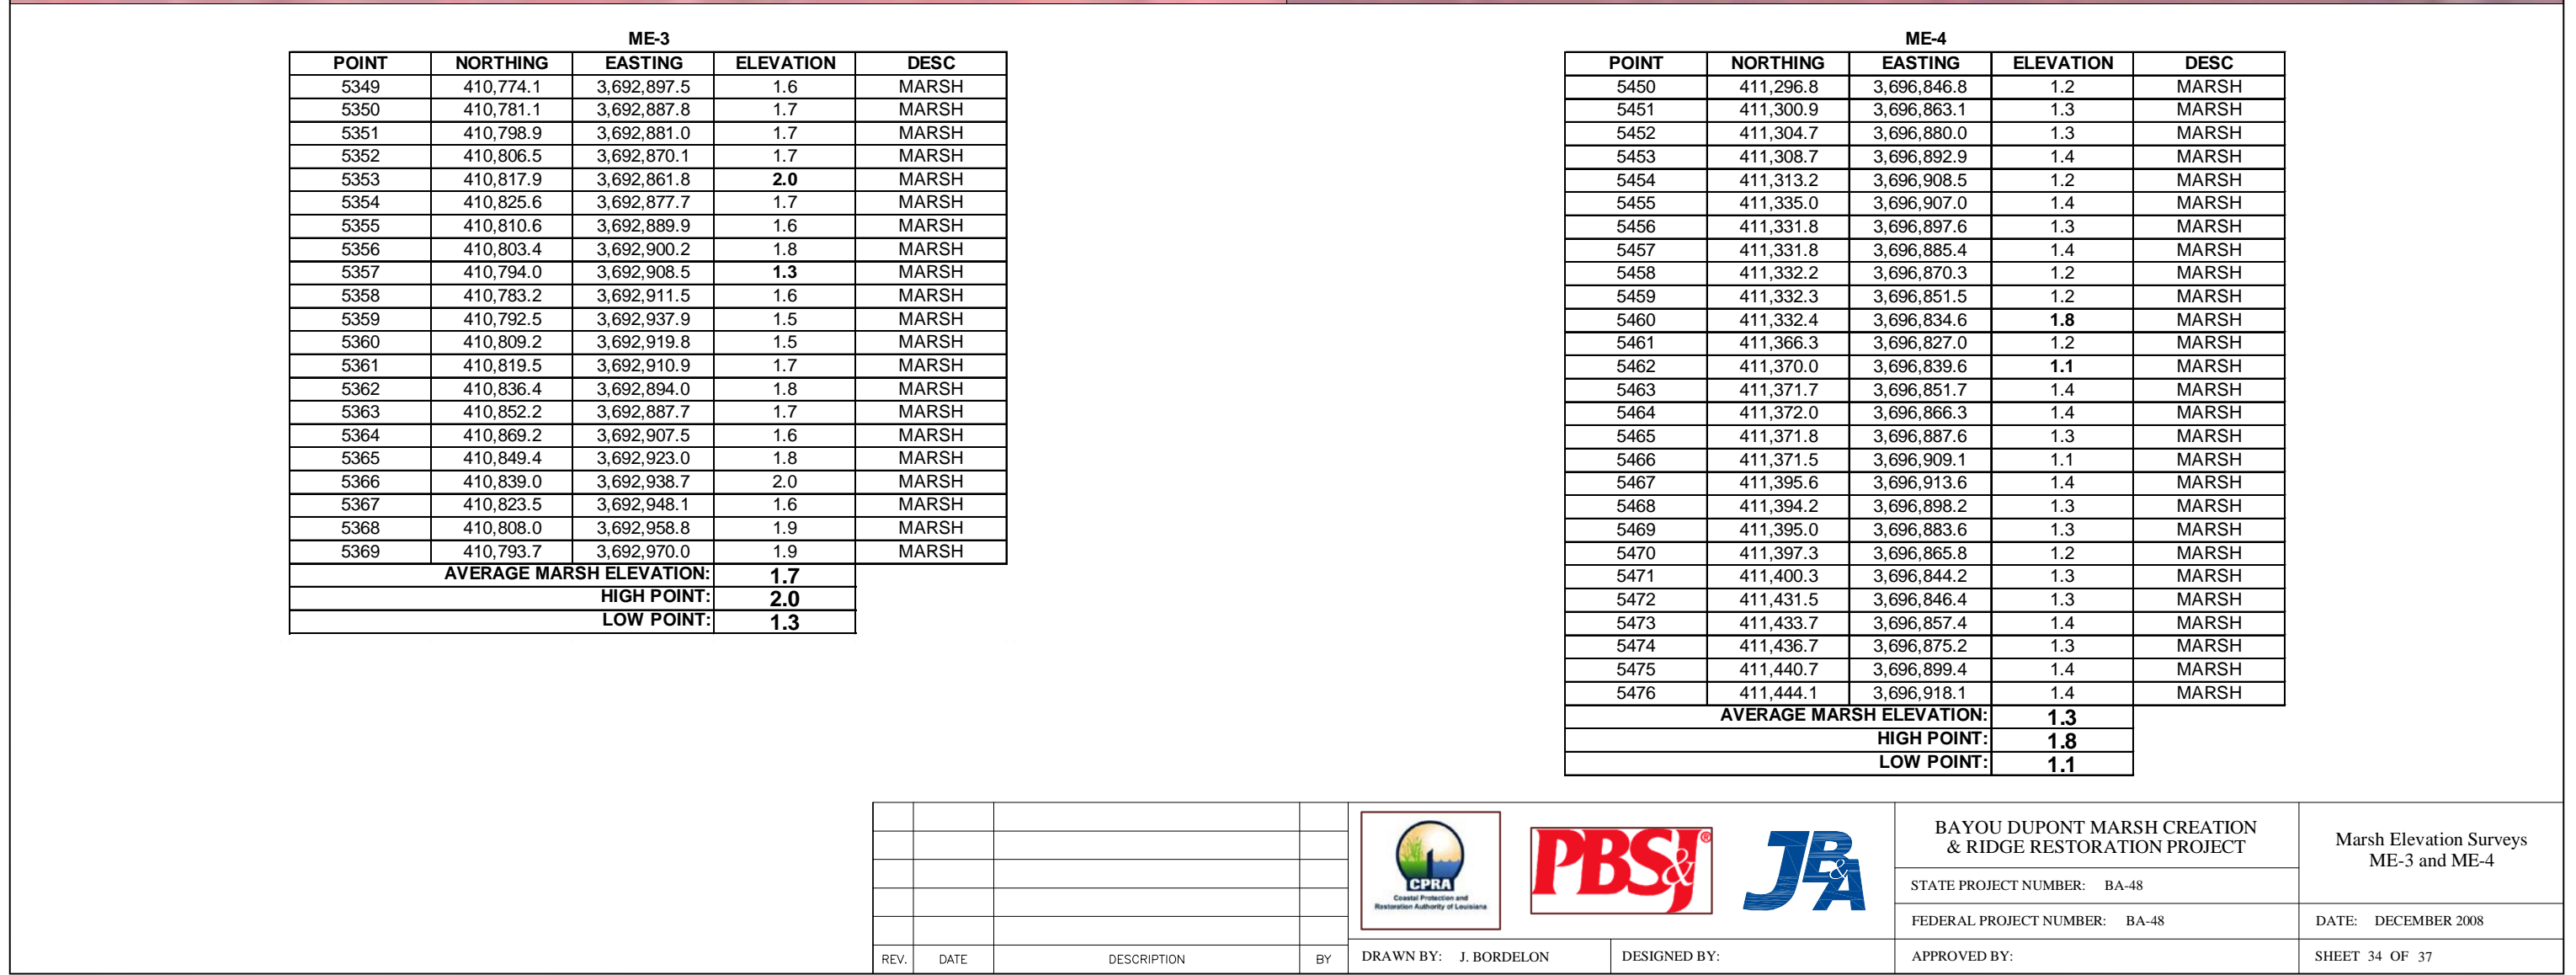 ME-3
POINT NORTHING EASTING ELEVATION DESC
5349 410,774.1 3,692,897.5 1.6 MARSH
5350 410,781.1 3,692,887.8 1.7 MARSH
5351 410,798.9 3,692,881.0 1.7 MARSH
5352 410,806.5 3,692,870.1 1.7 MARSH
5353 410,817.9 3,692,861.8 2.0 MARSH
5354 410,825.6 3,692,877.7 1.7 MARSH
5355 410,810.6 3,692,889.9 1.6 MARSH
5356 410,803.4 3,692,900.2 1.8 MARSH
5357 410,794.0 3,692,908.5 1.3 MARSH
5358 410,783.2 3,692,911.5 1.6 MARSH
5359 410,792.5 3,692,937.9 1.5 MARSH
5360 410,809.2 3,692,919.8 1.5 MARSH
5361 410,819.5 3,692,910.9 1.7 MARSH
5362 410,836.4 3,692,894.0 1.8 MARSH
5363 410,852.2 3,692,887.7 1.7 MARSH
5364 410,869.2 3,692,907.5 1.6 MARSH
5365 410,849.4 3,692,923.0 1.8 MARSH
5366 410,839.0 3,692,938.7 2.0 MARSH
5367 410,823.5 3,692,948.1 1.6 MARSH
5368 410,808.0 3,692,958.8 1.9 MARSH
5369 410,793.7 3,692,970.0 1.9 MARSH
AVERAGE MARSH ELEVATION: 1.7
HIGH POINT: 2.0
LOW POINT: 1.3
ME-4
POINT NORTHING EASTING ELEVATION DESC
5450 411,296.8 3,696,846.8 1.2 MARSH
5451 411,300.9 3,696,863.1 1.3 MARSH
5452 411,304.7 3,696,880.0 1.3 MARSH
5453 411,308.7 3,696,892.9 1.4 MARSH
5454 411,313.2 3,696,908.5 1.2 MARSH
5455 411,335.0 3,696,907.0 1.4 MARSH
5456 411,331.8 3,696,897.6 1.3 MARSH
5457 411,331.8 3,696,885.4 1.4 MARSH
5458 411,332.2 3,696,870.3 1.2 MARSH
5459 411,332.3 3,696,851.5 1.2 MARSH
5460 411,332.4 3,696,834.6 1.8 MARSH
5461 411,366.3 3,696,827.0 1.2 MARSH
5462 411,370.0 3,696,839.6 1.1 MARSH
5463 411,371.7 3,696,851.7 1.4 MARSH
5464 411,372.0 3,696,866.3 1.4 MARSH
5465 411,371.8 3,696,887.6 1.3 MARSH
5466 411,371.5 3,696,909.1 1.1 MARSH
5467 411,395.6 3,696,913.6 1.4 MARSH
5468 411,394.2 3,696,898.2 1.3 MARSH
5469 411,395.0 3,696,883.6 1.3 MARSH
5470 411,397.3 3,696,865.8 1.2 MARSH
5471 411,400.3 3,696,844.2 1.3 MARSH
5472 411,431.5 3,696,846.4 1.3 MARSH
5473 411,433.7 3,696,857.4 1.4 MARSH
5474 411,436.7 3,696,875.2 1.3 MARSH
5475 411,440.7 3,696,899.4 1.4 MARSH
5476 411,444.1 3,696,918.1 1.4 MARSH
AVERAGE MARSH ELEVATION: 1.3
HIGH POINT: 1.8
LOW POINT: 1.1
REV. DATE DESCRIPTION BY
CPRA
Coastal Protection and
Restoration Authority of Louisiana
PBS&J®
JB&A
DRAWN BY: J. BORDELON
DESIGNED BY:
BAYOU DUPONT MARSH CREATION
& RIDGE RESTORATION PROJECT
STATE PROJECT NUMBER: BA-48
FEDERAL PROJECT NUMBER: BA-48
APPROVED BY:
Marsh Elevation Surveys
ME-3 and ME-4
DATE: DECEMBER 2008
SHEET 34 OF 37